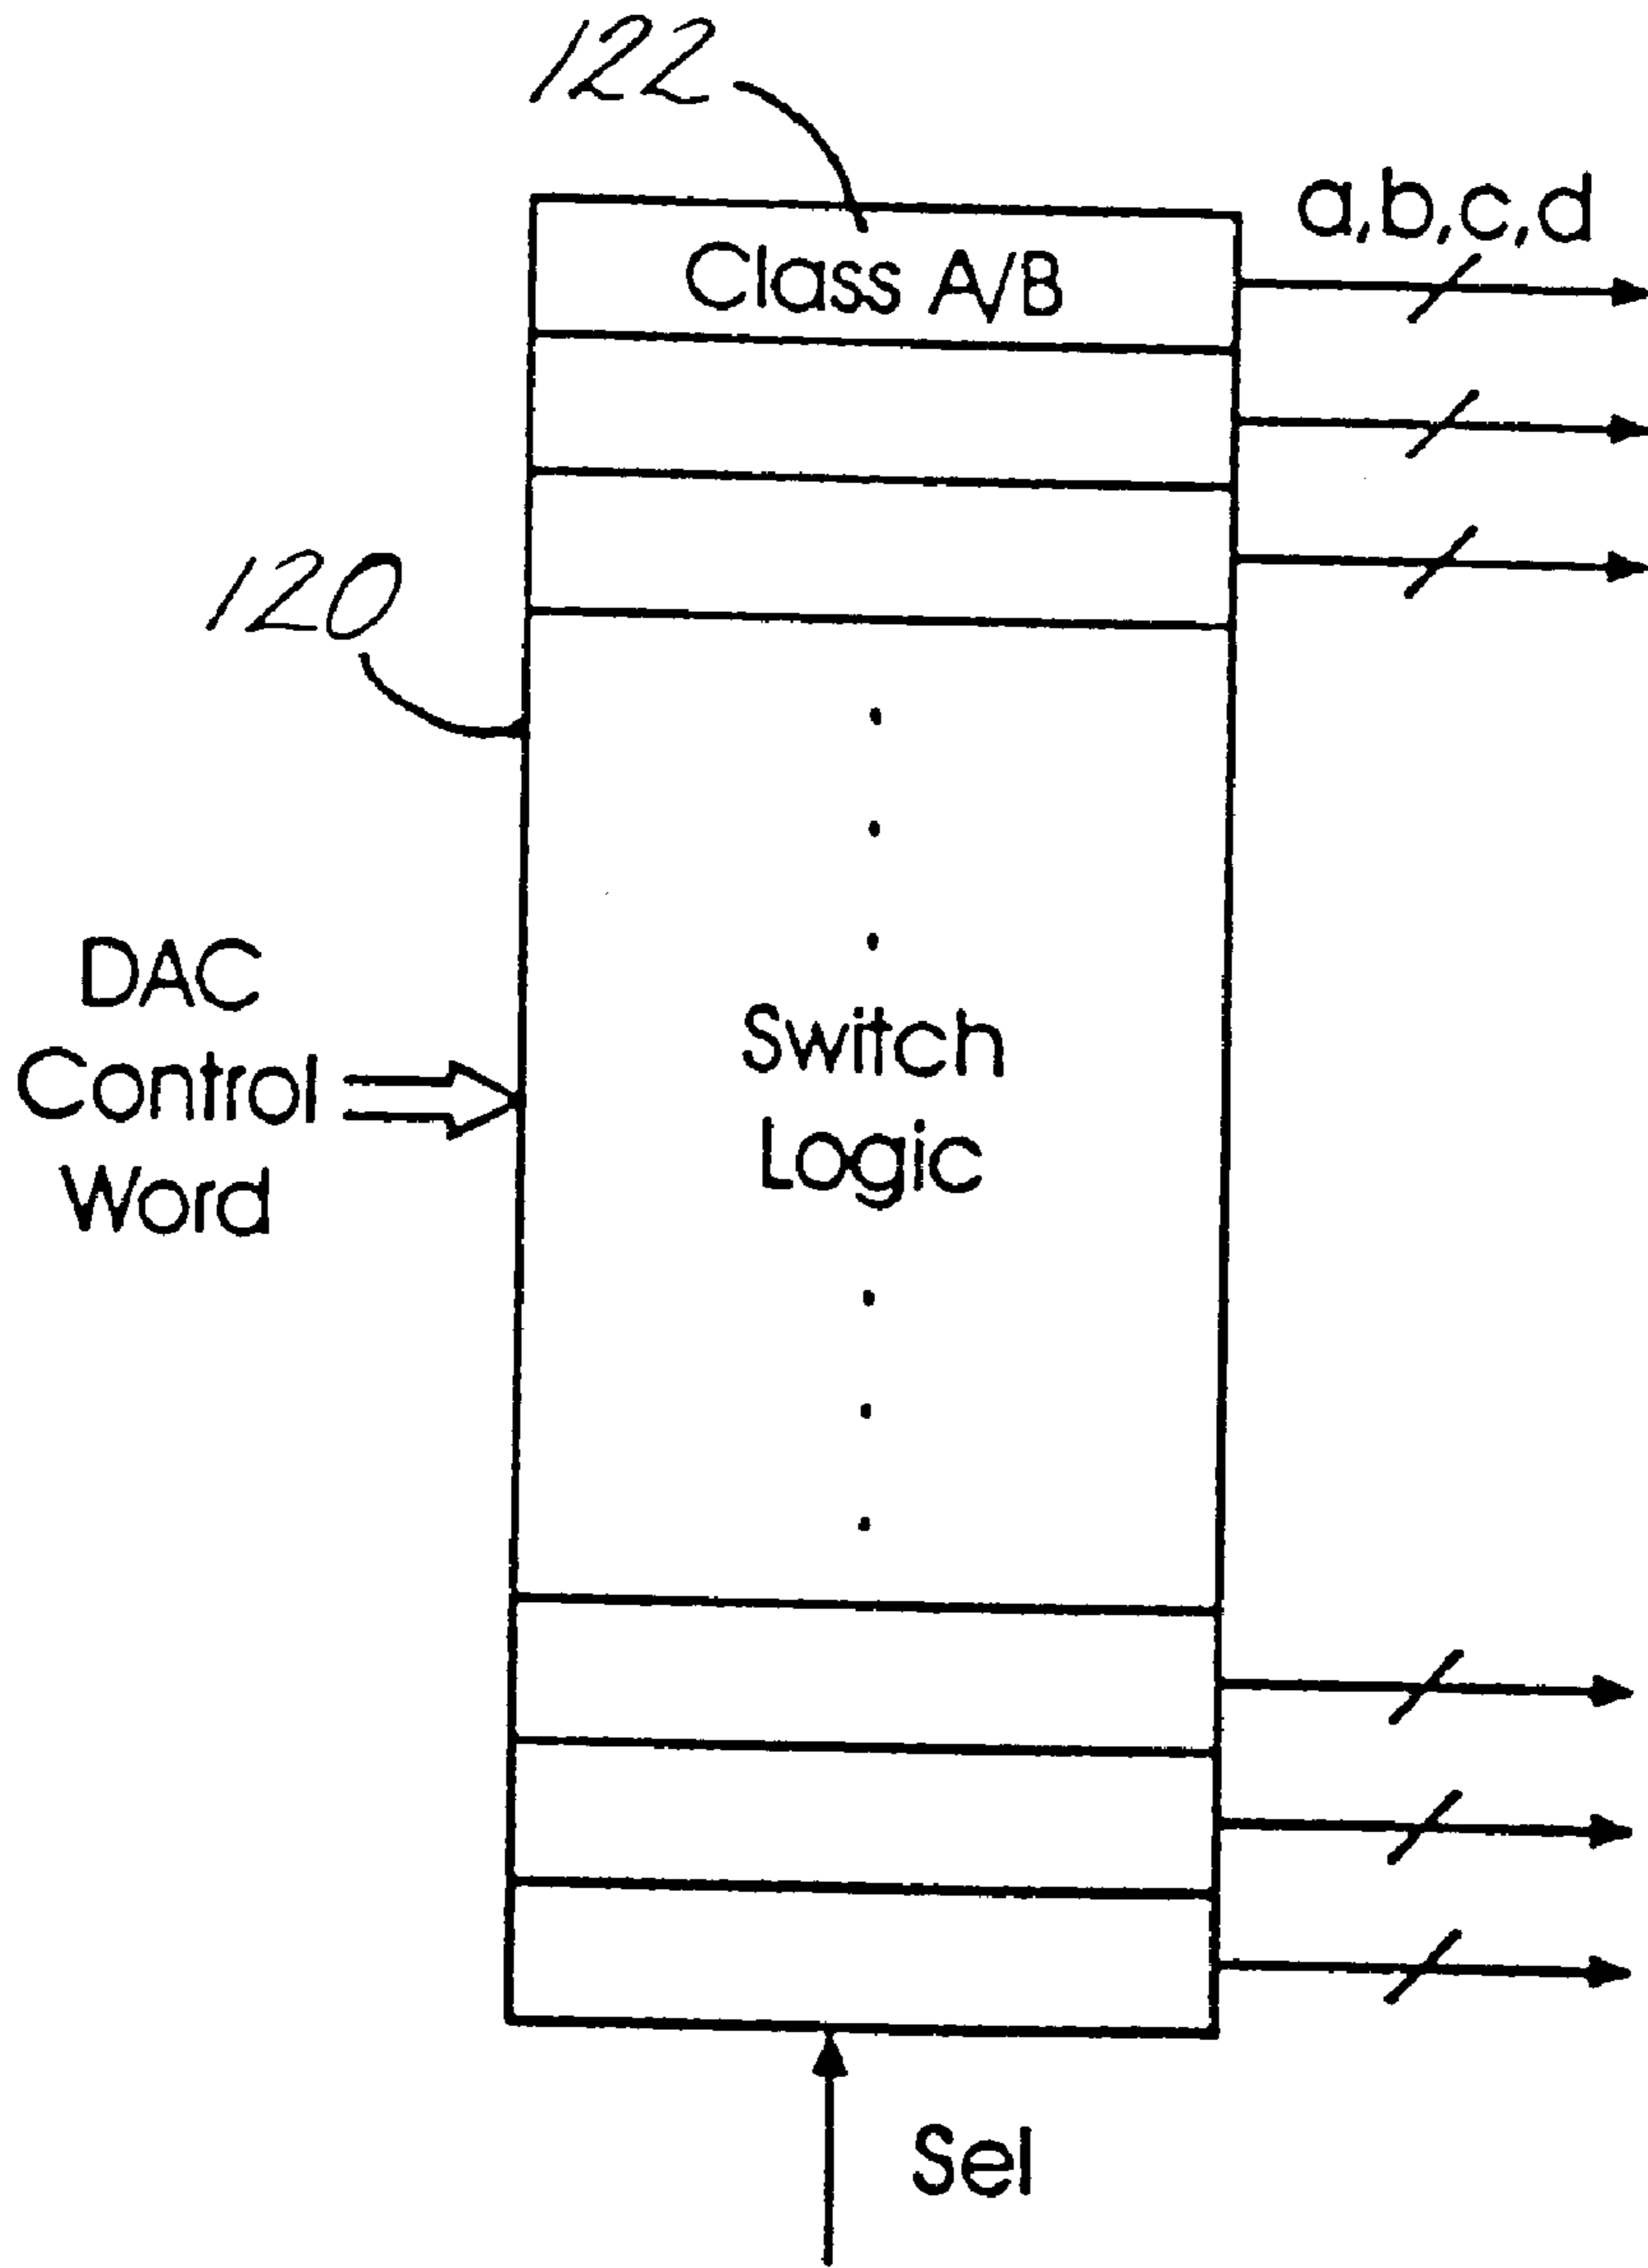 122
a,b,c,d
Class A/B
120
DAC
Control
Word
Switch
Logic
Sel